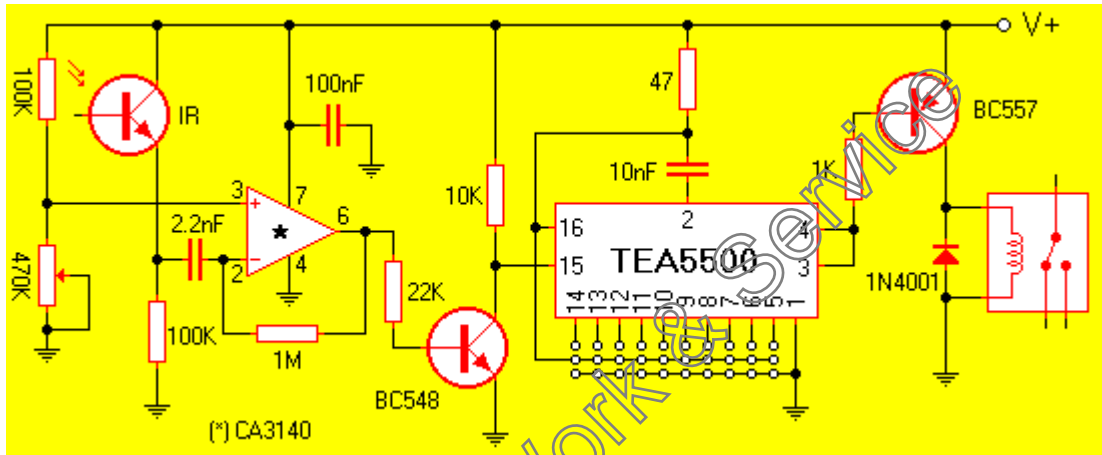 V+
100K
IR
100nF
47
BC557
3
7
6
2.2nF
2
4
470K
100K
1M
22K
BC548
(*) CA3140
10K
10nF
1K
2
16
15
TEA5500
4
3
14 13 12 11 10 9 8 7 6 5 1
1N4001
*
+
-
Work & Service